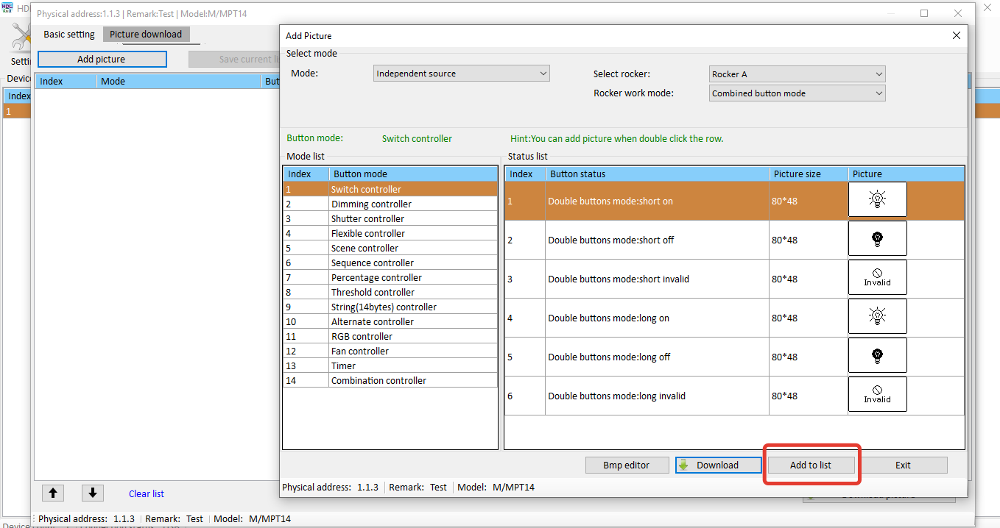 HDL
KNX
HD
Physical address:1.1.3 | Remark:Test | Model:M/MPT14
Basic setting
Picture download
Setti
Add picture
Save current li
Device
Index
1
Index
Mode
But
Add Picture
Select mode
Mode:
Independent source
Select rocker:
Rocker A
Rocker work mode:
Combined button mode
Button mode:
Switch controller
Hint:You can add picture when double click the row.
Mode list
Index Button mode
1 Switch controller
2 Dimming controller
3 Shutter controller
4 Flexible controller
5 Scene controller
6 Sequence controller
7 Percentage controller
8 Threshold controller
9 String(14bytes) controller
10 Alternate controller
11 RGB controller
12 Fan controller
13 Timer
14 Combination controller
Status list
Index Button status Picture size Picture
1 Double buttons mode:short on 80*48
2 Double buttons mode:short off 80*48
3 Double buttons mode:short invalid 80*48 Invalid
4 Double buttons mode:long on 80*48
5 Double buttons mode:long off 80*48
6 Double buttons mode:long invalid 80*48 Invalid
Bmp editor
Download
Add to list
Exit
Physical address: 1.1.3 Remark: Test Model: M/MPT14
Clear list
Physical address: 1.1.3 Remark: Test Model: M/MPT14